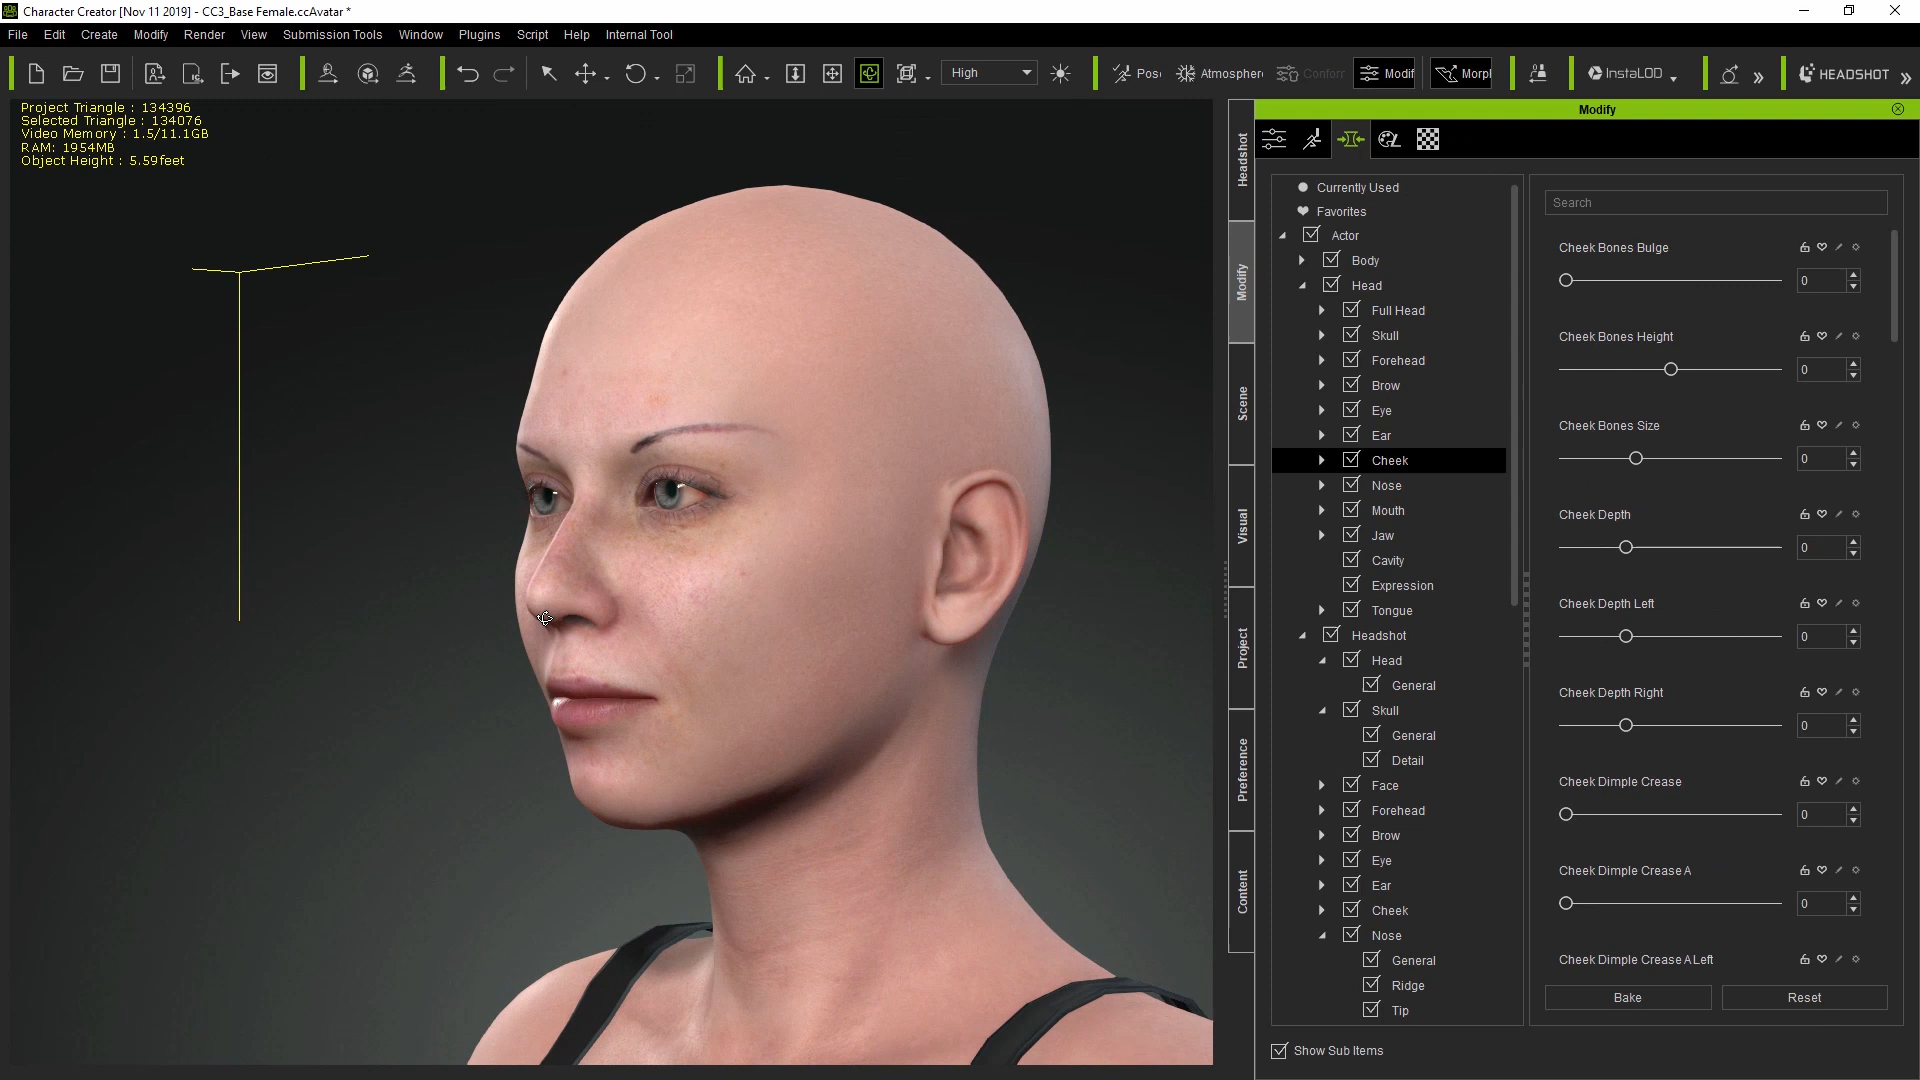 Character Creator [Nov 11 2019] - CC3_Base Female.ccAvatar *
File Edit Create Modify Render View Submission Tools Window Plugins Script Help Internal Tool
High Pos Atmospher Conform Modif Morpl InstaLOD HEADSHOT
Project Triangle : 134396
Selected Triangle : 134076
Video Memory : 1.5/11.1GB
RAM: 1954MB
Object Height : 5.59feet
Headshot
Modify
Scene
Visual
Project
Preference
Content
Modify
Currently Used
Favorites
Actor
Body
Head
Full Head
Skull
Forehead
Brow
Eye
Ear
Cheek
Nose
Mouth
Jaw
Cavity
Expression
Tongue
Headshot
Head
General
Skull
General
Detail
Face
Forehead
Brow
Eye
Ear
Cheek
Nose
General
Ridge
Tip
Show Sub Items
Search
Cheek Bones Bulge
0
Cheek Bones Height
0
Cheek Bones Size
0
Cheek Depth
0
Cheek Depth Left
0
Cheek Depth Right
0
Cheek Dimple Crease
0
Cheek Dimple Crease A
0
Cheek Dimple Crease A Left
Bake Reset